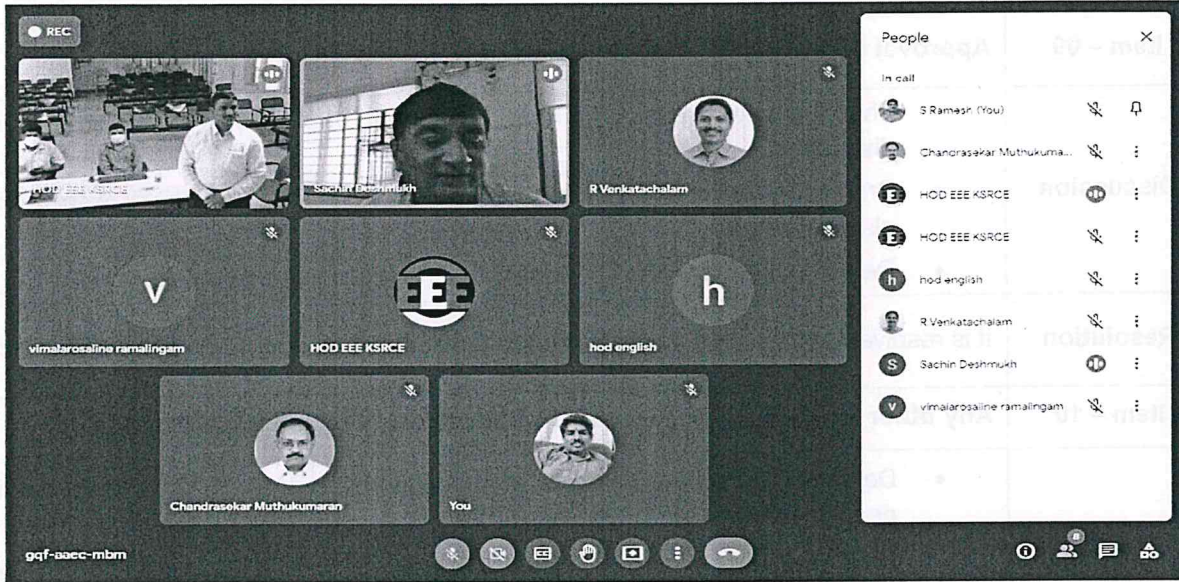 REC
HOD EEE KSRCE
Sachin Deshmukh
R Venkatachalam
V
vimalarosaline ramalingam
EEE
HOD EEE KSRCE
h
hod english
Chandrasekar Muthukumaran
You
gqf-aaec-mbm
People
In call
S Ramesh (You)
Chandrasekar Muthukuma...
HOD EEE KSRCE
HOD EEE KSRCE
h hod english
R Venkatachalam
S Sachin Deshmukh
V vimalarosaline ramalingam
8